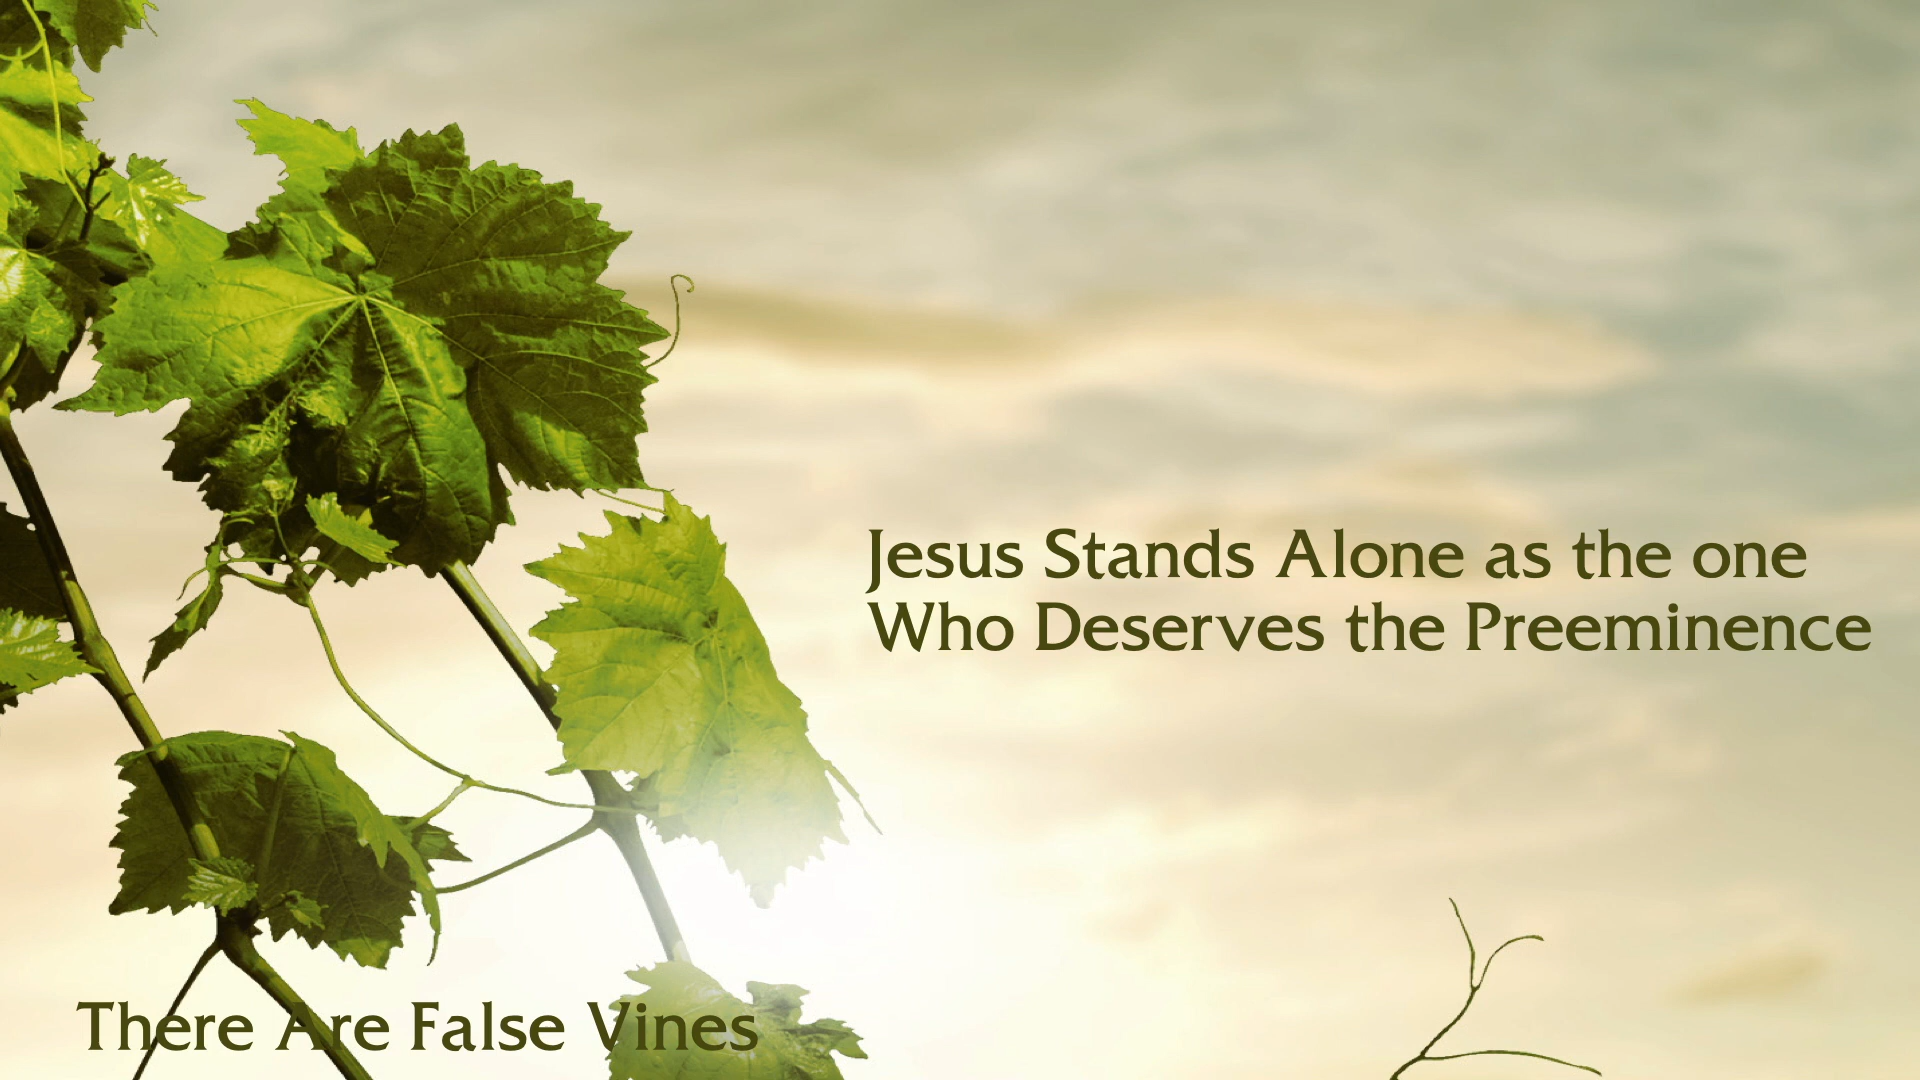 Jesus Stands Alone as the one
Who Deserves the Preeminence
There Are False Vines